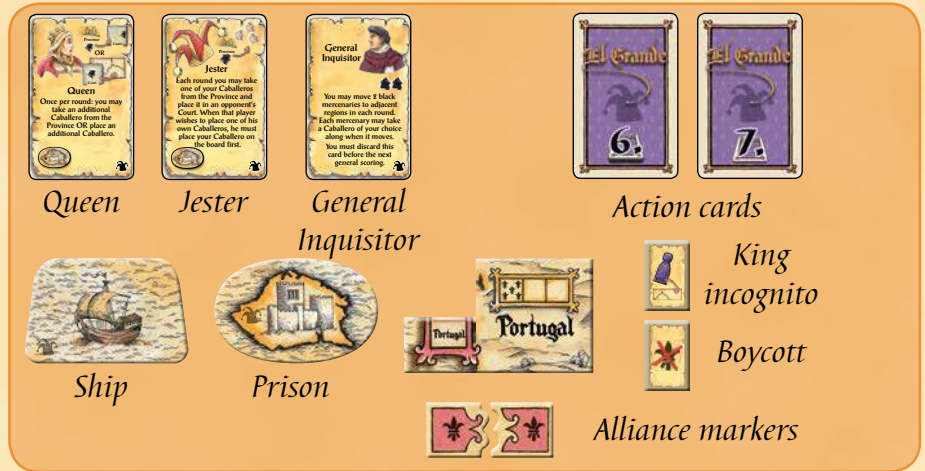 Province
Court
OR
Court
Queen
Once per round: you may
take an additional
Caballero from the
Province OR place an
additional Caballero.
Province
Jester
Each round you may take
one of your Caballeros
from the Province and
place it in an opponent's
Court. When that player
wishes to place one of his
own Caballeros, he must
place your Caballero on
the board first.
General
Inquisitor
You may move 2 black
mercenaries to adjacent
regions in each round.
Each mercenary may take
a Caballero of your choice
along when it moves.
You must discard this
card before the next
general scoring.
El Grande
6.
El Grande
7.
Queen
Jester
General
Inquisitor
Action cards
King
incognito
Portugal
Portugal
Boycott
Ship
Prison
Alliance markers